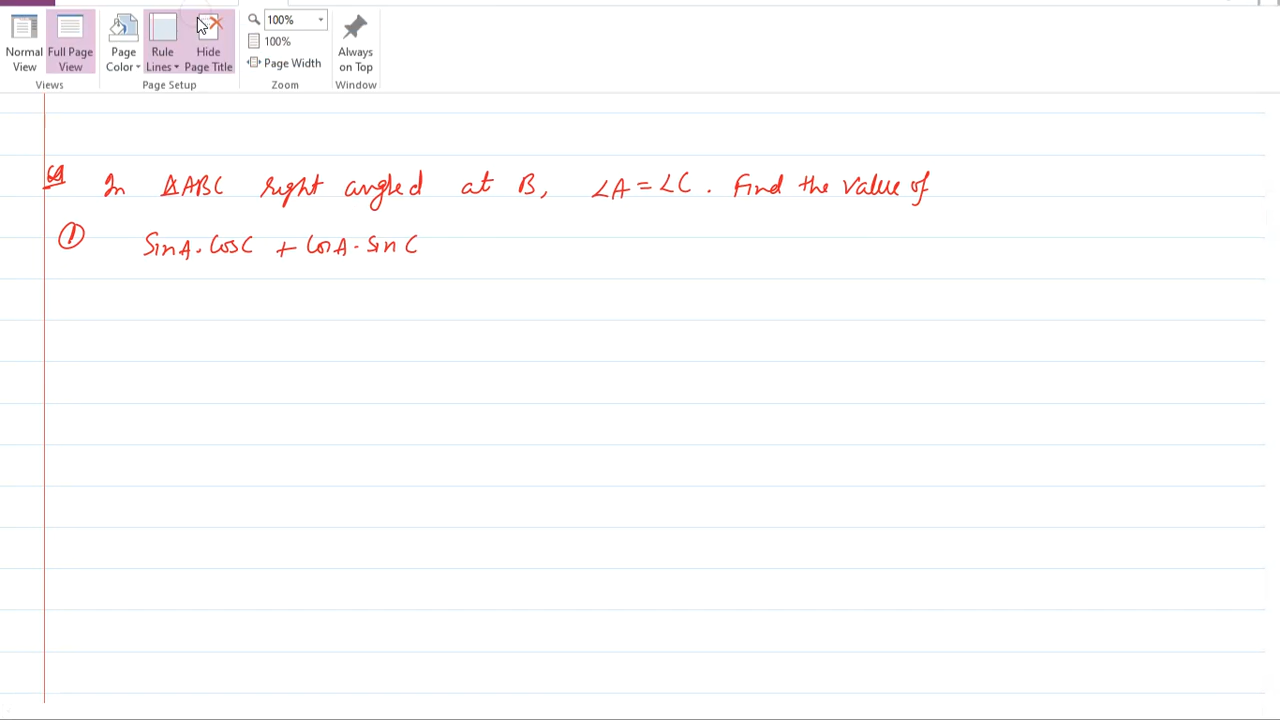 100%
Normal View
Full Page View
Page Color
Rule Lines
Hide Page Title
100%
Page Width
Always on Top
Views
Page Setup
Zoom
Window
In ΔABC right angled at B, ∠A = ∠C. Find the value of
① SinA. CosC + CosA. Sin C